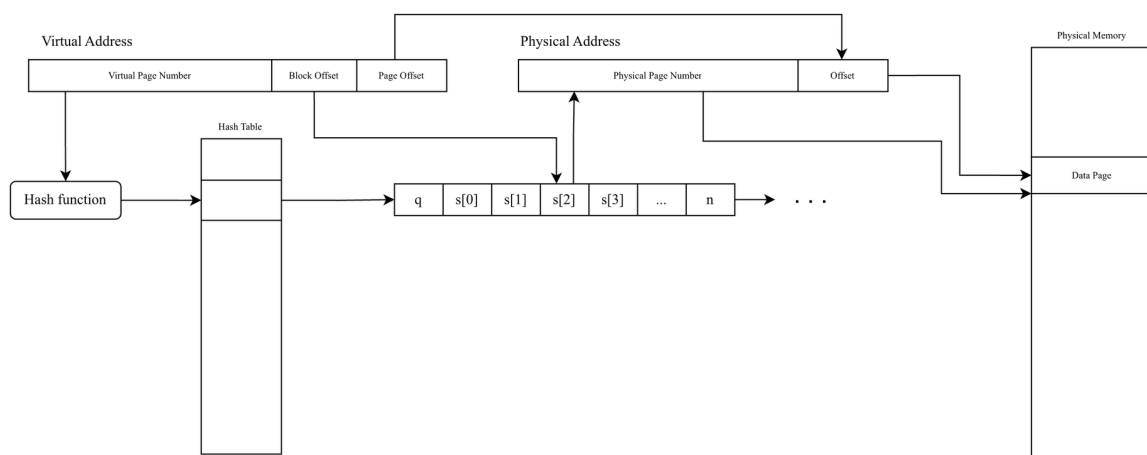 Virtual Address
Physical Address
Physical Memory
Virtual Page Number
Block Offset
Page Offset
Physical Page Number
Offset
Hash Table
Data Page
Hash function
q
s[0]
s[1]
s[2]
s[3]
...
n
. . .